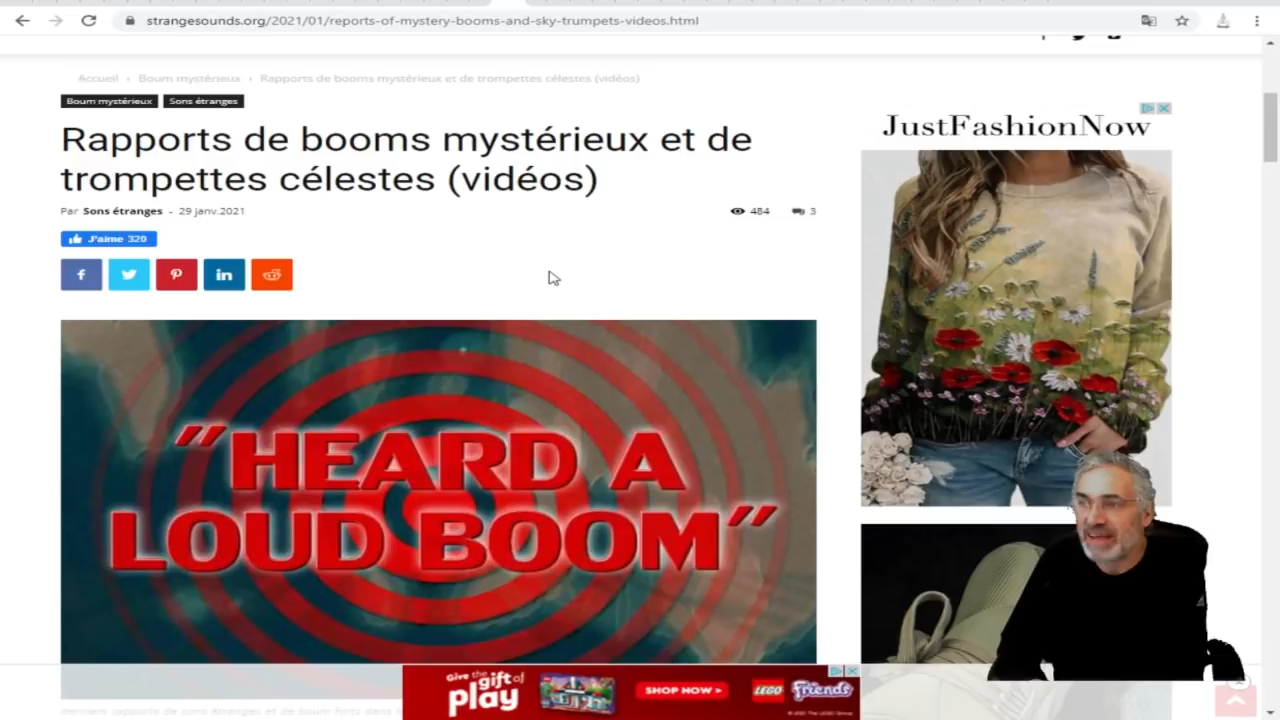 strangesounds.org/2021/01/reports-of-mystery-booms-and-sky-trumpets-videos.html
Accueil › Boum mystérieux › Rapports de booms mystérieux et de trompettes célestes (vidéos)
Boum mystérieux Sons étranges
Rapports de booms mystérieux et de
trompettes célestes (vidéos)
Par Sons étranges - 29 janv.2021
484 3
J'aime 320
JustFashionNow
"HEARD A
LOUD BOOM"
Give the gift of
play
SHOP NOW >
LEGO Friends